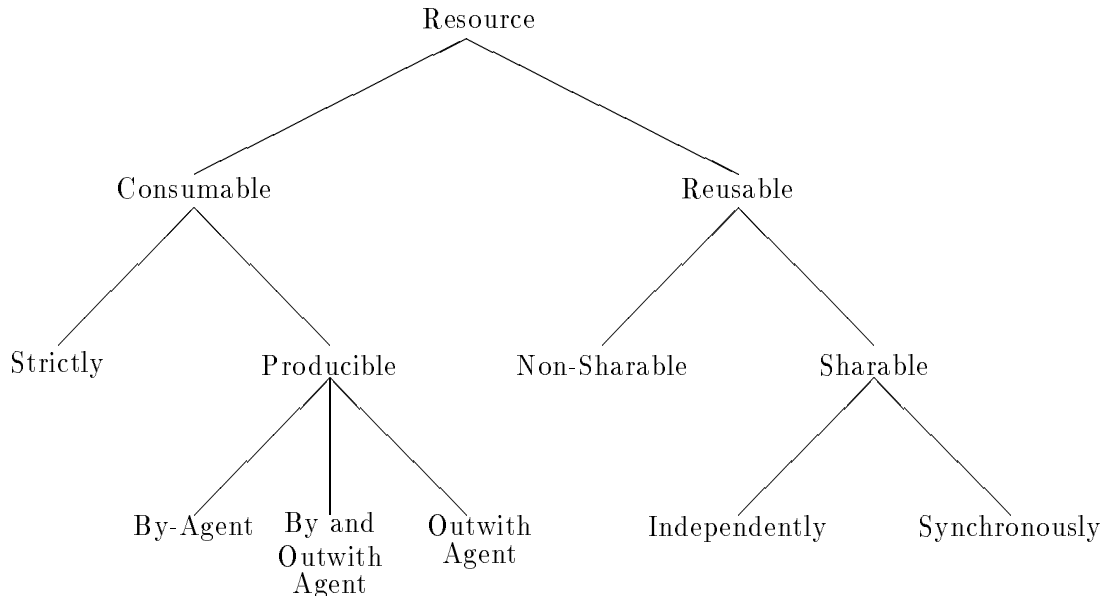 Resource
Consumable
Reusable
Strictly
Producible
Non-Sharable
Sharable
By-Agent
By and
Outwith
Agent
Outwith
Agent
Independently
Synchronously